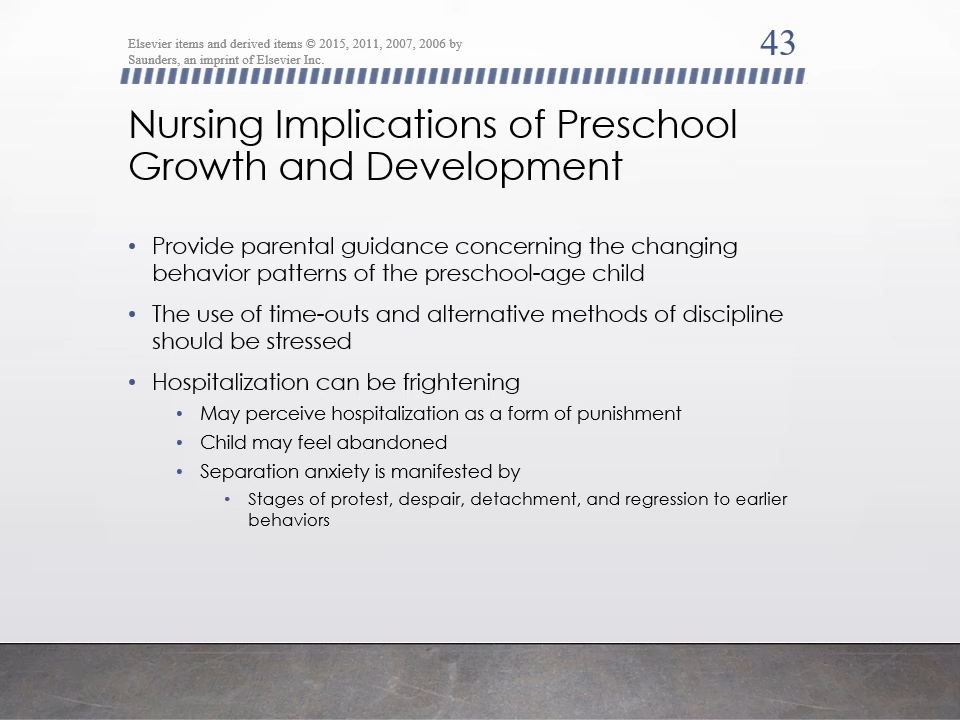 Elsevier items and derived items © 2015, 2011, 2007, 2006 by
Saunders, an imprint of Elsevier Inc.
43
Nursing Implications of Preschool
Growth and Development
• Provide parental guidance concerning the changing
behavior patterns of the preschool-age child
• The use of time-outs and alternative methods of discipline
should be stressed
• Hospitalization can be frightening
• May perceive hospitalization as a form of punishment
• Child may feel abandoned
• Separation anxiety is manifested by
• Stages of protest, despair, detachment, and regression to earlier
behaviors